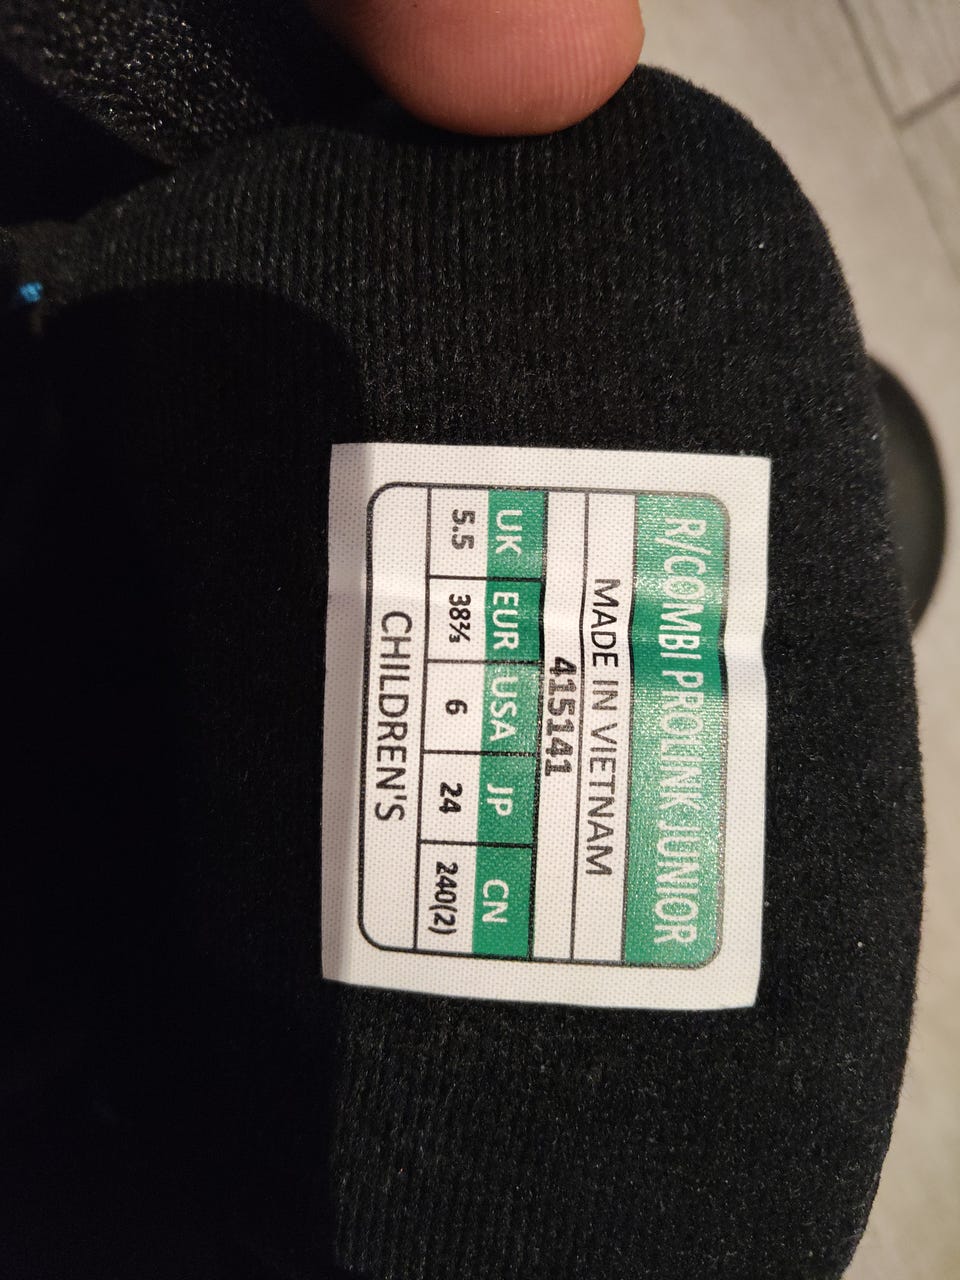 R/COMBI PROLINK JUNIOR
MADE IN VIETNAM
415141
UK EUR USA JP CN
5.5 38⅔ 6 24 240(2)
CHILDREN'S